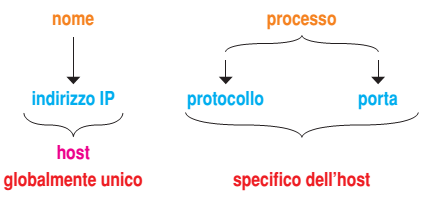 nome
processo
indirizzo IP
protocollo
porta
host
globalmente unico
specifico dell'host